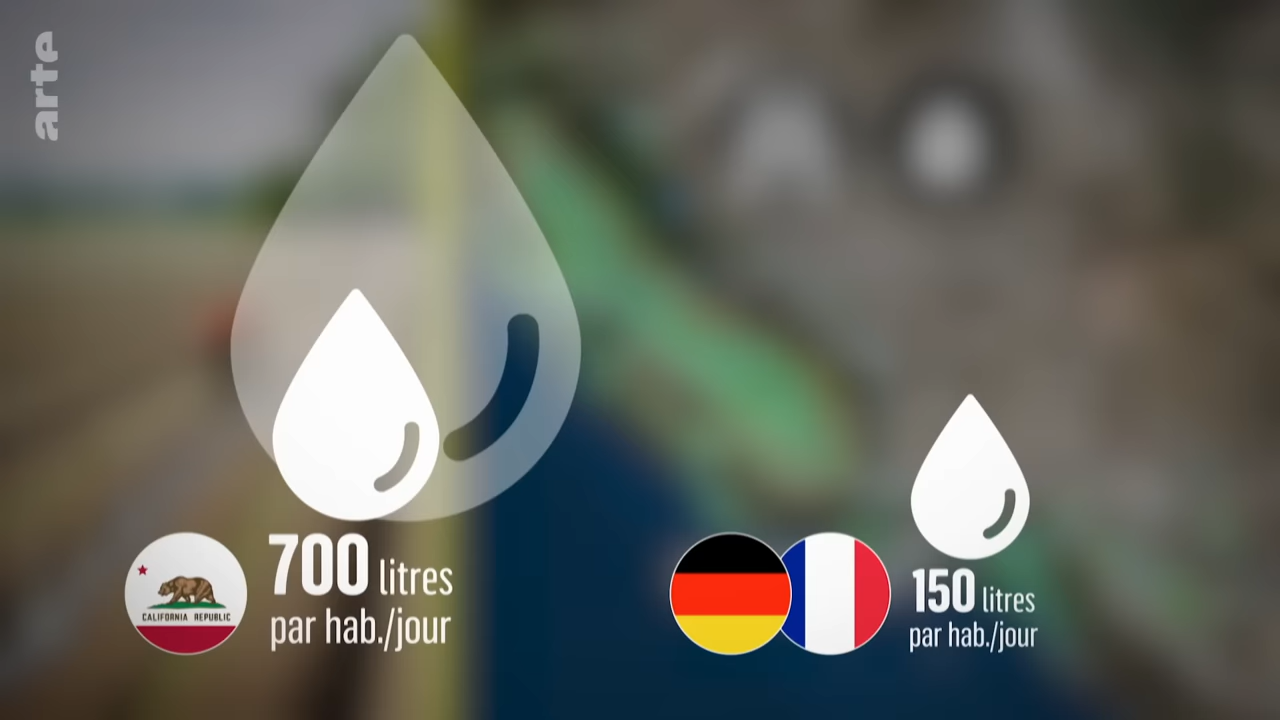 arte
700 litres
par hab./jour
CALIFORNIA REPUBLIC
150 litres
par hab./jour